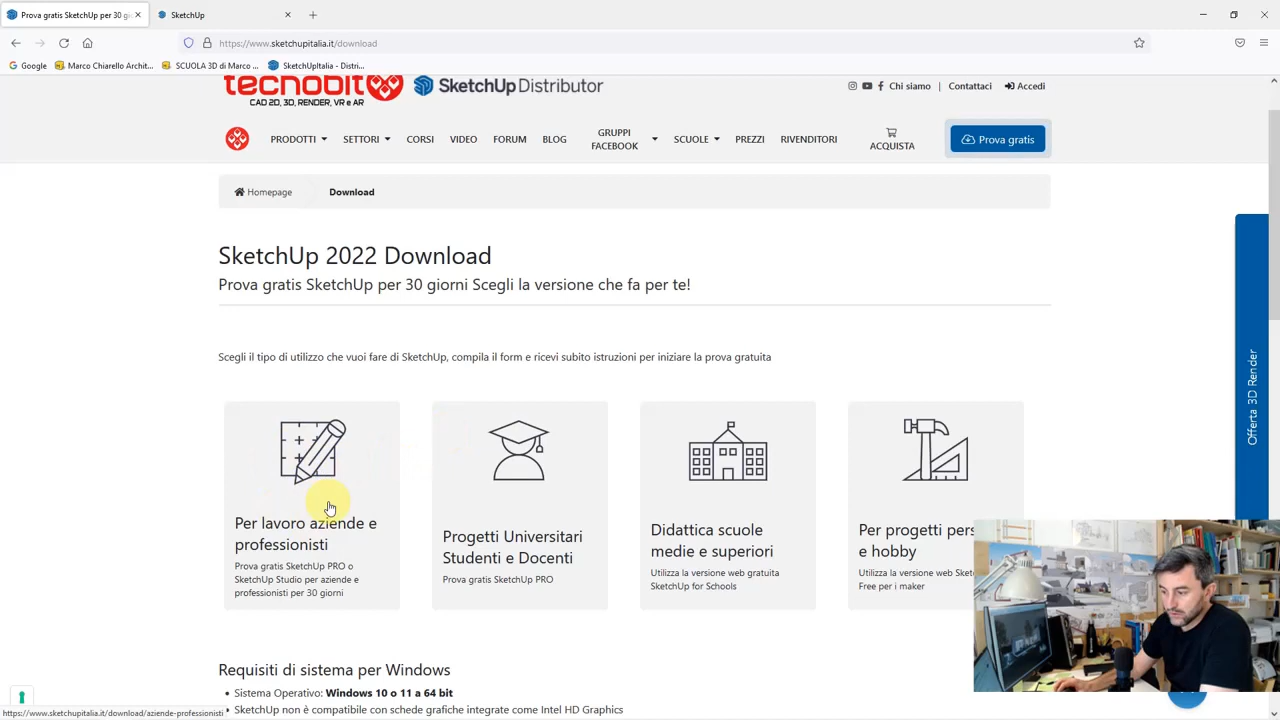 Prova gratis SketchUp per 30 gi
SketchUp
https://www.sketchupitalia.it/download
Google
Marco Chiarello Archit...
SCUOLA 3D di Marco ...
SketchUpItalia - Distri...
tecnobit
CAD 2D, 3D, RENDER, VR e AR
SketchUp Distributor
Chi siamo | Contattaci
Accedi
PRODOTTI
SETTORI
CORSI
VIDEO
FORUM
BLOG
GRUPPI
FACEBOOK
SCUOLE
PREZZI
RIVENDITORI
ACQUISTA
Prova gratis
Homepage
Download
SketchUp 2022 Download
Prova gratis SketchUp per 30 giorni Scegli la versione che fa per te!
Scegli il tipo di utilizzo che vuoi fare di SketchUp, compila il form e ricevi subito istruzioni per iniziare la prova gratuita
Per lavoro aziende e
professionisti
Prova gratis SketchUp PRO o
SketchUp Studio per aziende e
professionisti per 30 giorni
Progetti Universitari
Studenti e Docenti
Prova gratis SketchUp PRO
Didattica scuole
medie e superiori
Utilizza la versione web gratuita
SketchUp for Schools
Per progetti pers
e hobby
Utilizza la versione web Sket
Free per i maker
Offerta 3D Render
Requisiti di sistema per Windows
• Sistema Operativo: Windows 10 o 11 a 64 bit
• SketchUp non è compatibile con schede grafiche integrate come Intel HD Graphics
https://www.sketchupitalia.it/download/aziende-professionisti